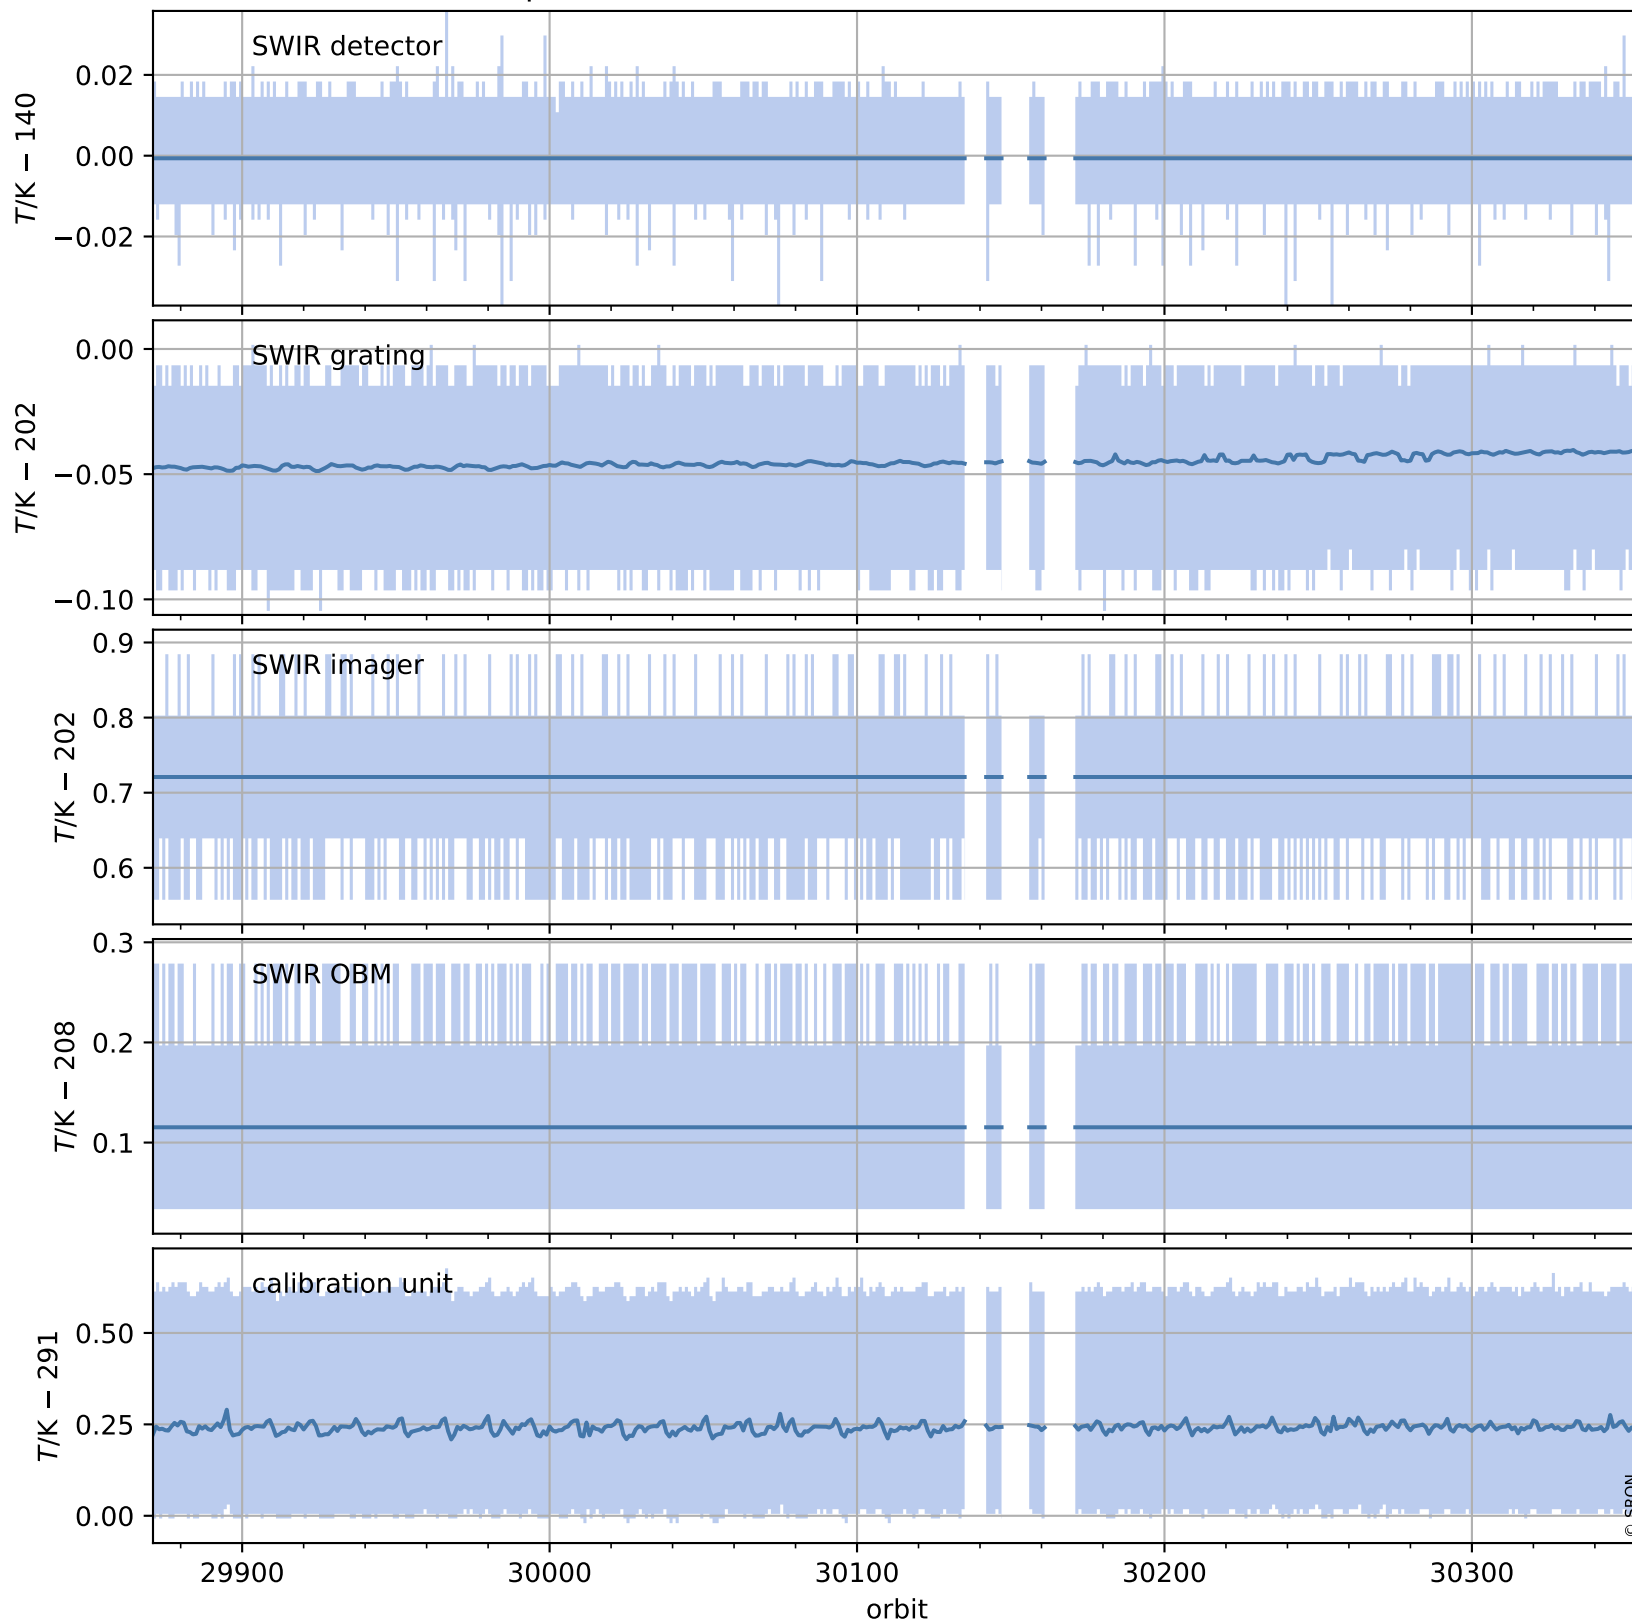 SWIR detector
0.02
0.00
−0.02
T/K − 140
SWIR grating
0.00
−0.05
−0.10
T/K − 202
SWIR imager
0.9
0.8
0.7
0.6
T/K − 202
SWIR OBM
0.3
0.2
0.1
T/K − 208
calibration unit
0.50
0.25
0.00
T/K − 291
© SRON
29900 30000 30100 30200 30300
orbit